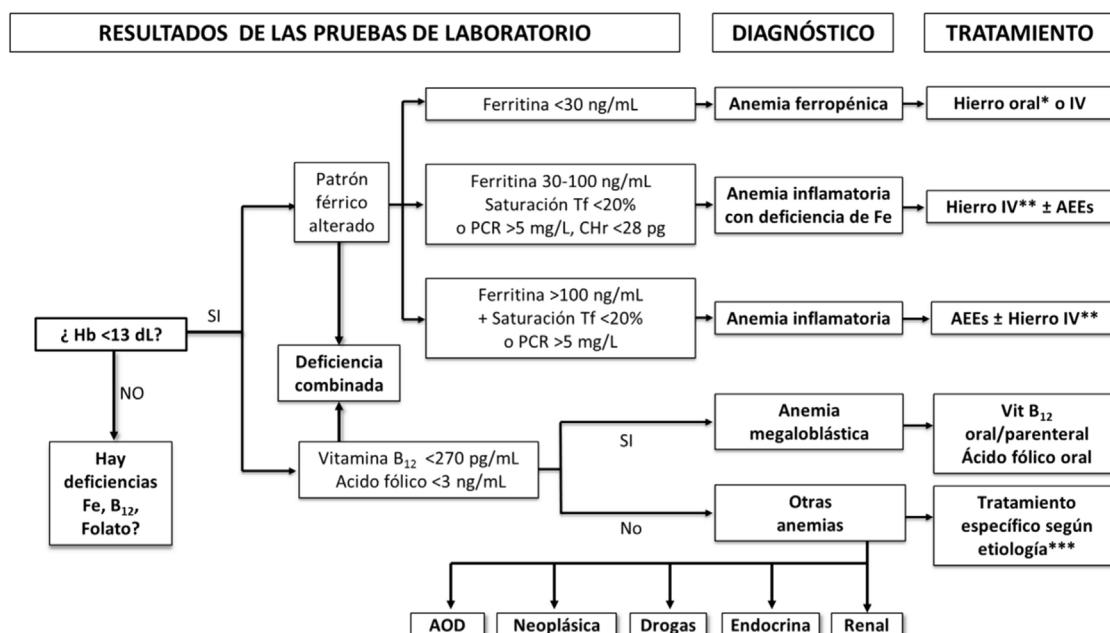 RESULTADOS DE LAS PRUEBAS DE LABORATORIO
DIAGNÓSTICO
TRATAMIENTO
Ferritina <30 ng/mL
Anemia ferropénica
Hierro oral* o IV
Patrón
férrico
alterado
Ferritina 30-100 ng/mL
Saturación Tf <20%
o PCR >5 mg/L, CHr <28 pg
Anemia inflamatoria
con deficiencia de Fe
Hierro IV** ± AEEs
Ferritina >100 ng/mL
+ Saturación Tf <20%
o PCR >5 mg/L
Anemia inflamatoria
AEEs ± Hierro IV**
¿ Hb <13 dL?
SI
NO
Deficiencia
combinada
Hay
deficiencias
Fe, B12,
Folato?
Vitamina B12 <270 pg/mL
Acido fólico <3 ng/mL
SI
Anemia
megaloblástica
Vit B12
oral/parenteral
Ácido fólico oral
No
Otras
anemias
Tratamiento
específico según
etiología***
AOD
Neoplásica
Drogas
Endocrina
Renal